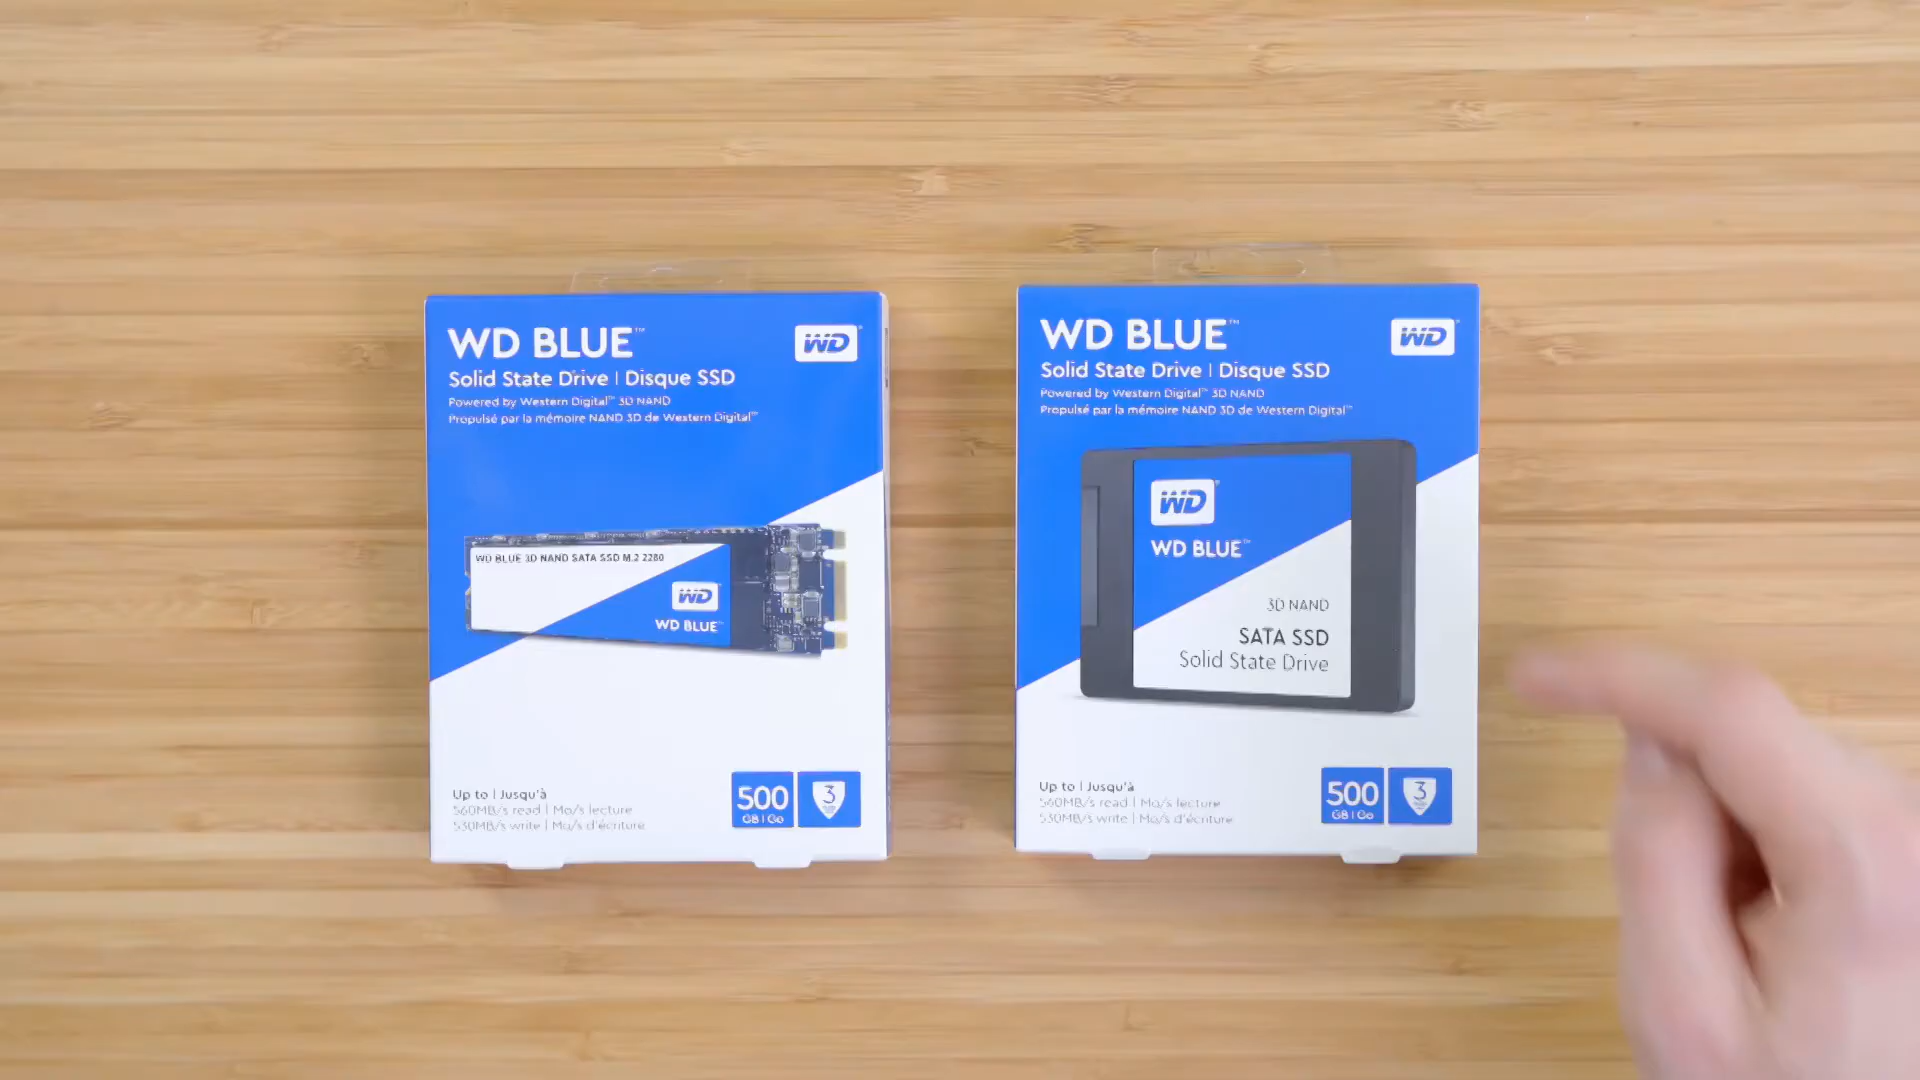 WD BLUE™
WD®
Solid State Drive | Disque SSD
Powered by Western Digital™ 3D NAND
Propulsé par la mémoire NAND 3D de Western Digital™
WD BLUE 3D NAND SATA SSD M.2 2280
WD
WD BLUE™
Up to | Jusqu'à
560MB/s read | Mo/s lecture
530MB/s write | Mo/s d'écriture
500
GB | Go
3
WD BLUE™
WD®
Solid State Drive | Disque SSD
Powered by Western Digital™ 3D NAND
Propulsé par la mémoire NAND 3D de Western Digital™
WD®
WD BLUE™
3D NAND
SATA SSD
Solid State Drive
Up to | Jusqu'à
560MB/s read | Mo/s lecture
530MB/s write | Mo/s d'écriture
500
GB | Go
3